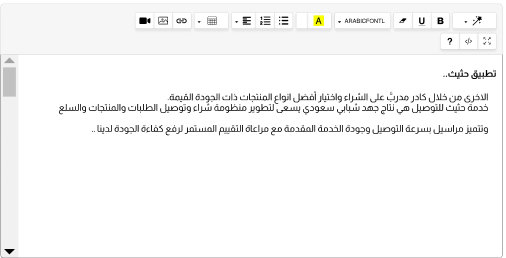 ARABICFONTL
A
U
B
?
</>
تطبيق حثيث..
الاخرى من خلال كادر مدربً على الشراء واختيار أفضل انواع المنتجات ذات الجودة القيمة.
خدمة حثيث للتوصيل هي نتاج جهد شبابي سعودي يسعى لتطوير منظومة شراء وتوصيل الطلبات والمنتجات والسلع
وتتميز مراسيل بسرعة التوصيل وجودة الخدمة المقدمة مع مراعاة التقييم المستمر لرفع كفاءة الجودة لدينا ..